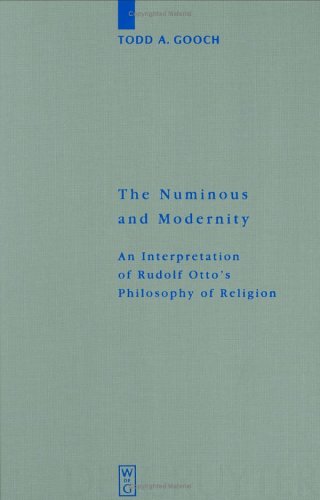 TODD A. GOOCH
The Numinous
and Modernity
An Interpretation
of Rudolf Otto's
Philosophy of Religion
W
DE
G